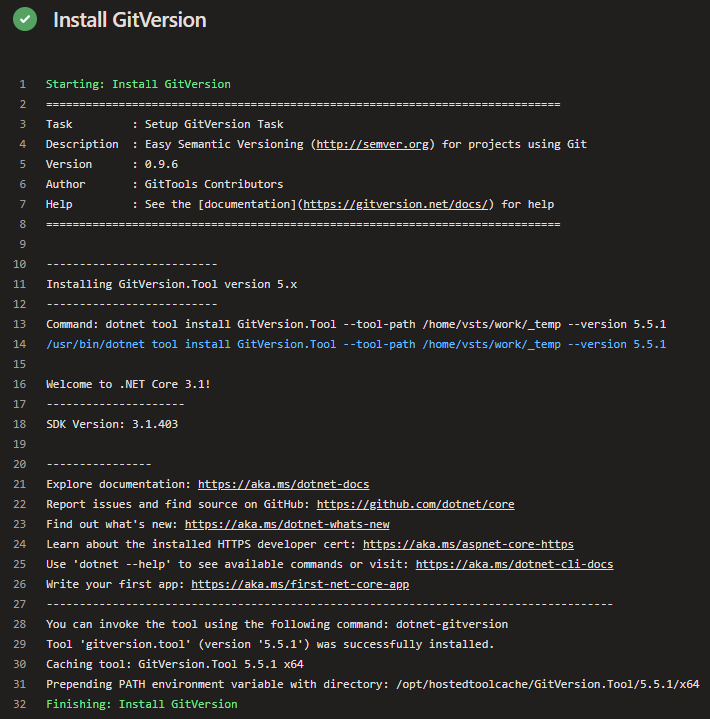 Install GitVersion
1 Starting: Install GitVersion
2 ==============================================================================
3 Task         : Setup GitVersion Task
4 Description  : Easy Semantic Versioning (http://semver.org) for projects using Git
5 Version      : 0.9.6
6 Author       : GitTools Contributors
7 Help         : See the [documentation](https://gitversion.net/docs/) for help
8 ==============================================================================
9
10 --------------------------
11 Installing GitVersion.Tool version 5.x
12 --------------------------
13 Command: dotnet tool install GitVersion.Tool --tool-path /home/vsts/work/_temp --version 5.5.1
14 /usr/bin/dotnet tool install GitVersion.Tool --tool-path /home/vsts/work/_temp --version 5.5.1
15
16 Welcome to .NET Core 3.1!
17 ---------------------
18 SDK Version: 3.1.403
19
20 ----------------
21 Explore documentation: https://aka.ms/dotnet-docs
22 Report issues and find source on GitHub: https://github.com/dotnet/core
23 Find out what's new: https://aka.ms/dotnet-whats-new
24 Learn about the installed HTTPS developer cert: https://aka.ms/aspnet-core-https
25 Use 'dotnet --help' to see available commands or visit: https://aka.ms/dotnet-cli-docs
26 Write your first app: https://aka.ms/first-net-core-app
27 --------------------------------------------------------------------------------------
28 You can invoke the tool using the following command: dotnet-gitversion
29 Tool 'gitversion.tool' (version '5.5.1') was successfully installed.
30 Caching tool: GitVersion.Tool 5.5.1 x64
31 Prepending PATH environment variable with directory: /opt/hostedtoolcache/GitVersion.Tool/5.5.1/x64
32 Finishing: Install GitVersion